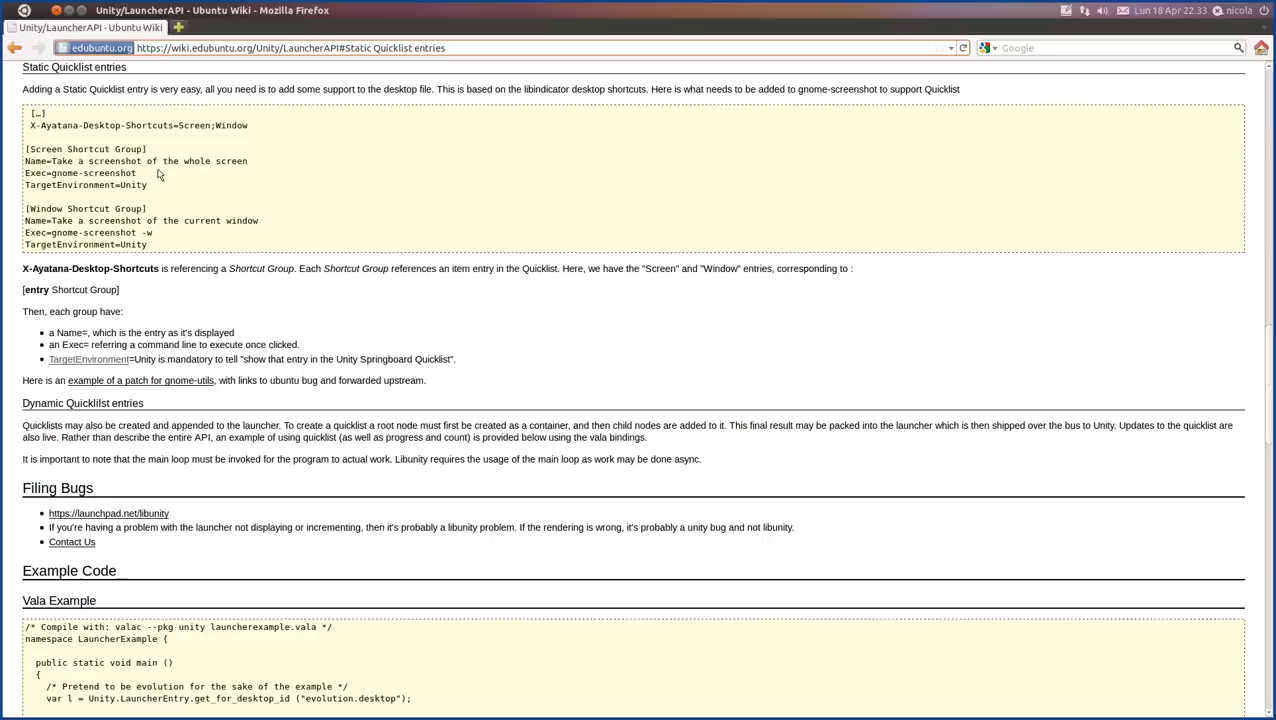 Unity/LauncherAPI - Ubuntu Wiki - Mozilla Firefox
Lun 18 Apr 22.33
nicola
Unity/LauncherAPI - Ubuntu Wiki
edubuntu.org https://wiki.edubuntu.org/Unity/LauncherAPI#Static Quicklist entries
Google
Static Quicklist entries
Adding a Static Quicklist entry is very easy, all you need is to add some support to the desktop file. This is based on the libindicator desktop shortcuts. Here is what needs to be added to gnome-screenshot to support Quicklist
[…]
X-Ayatana-Desktop-Shortcuts=Screen;Window
[Screen Shortcut Group]
Name=Take a screenshot of the whole screen
Exec=gnome-screenshot
TargetEnvironment=Unity
[Window Shortcut Group]
Name=Take a screenshot of the current window
Exec=gnome-screenshot -w
TargetEnvironment=Unity
X-Ayatana-Desktop-Shortcuts is referencing a Shortcut Group. Each Shortcut Group references an item entry in the Quicklist. Here, we have the "Screen" and "Window" entries, corresponding to :
[entry Shortcut Group]
Then, each group have:
a Name=, which is the entry as it's displayed
an Exec= referring a command line to execute once clicked.
TargetEnvironment=Unity is mandatory to tell "show that entry in the Unity Springboard Quicklist".
Here is an example of a patch for gnome-utils, with links to ubuntu bug and forwarded upstream.
Dynamic Quicklilst entries
Quicklists may also be created and appended to the launcher. To create a quicklist a root node must first be created as a container, and then child nodes are added to it. This final result may be packed into the launcher which is then shipped over the bus to Unity. Updates to the quicklist are
also live. Rather than describe the entire API, an example of using quicklist (as well as progress and count) is provided below using the vala bindings.
It is important to note that the main loop must be invoked for the program to actual work. Libunity requires the usage of the main loop as work may be done async.
Filing Bugs
https://launchpad.net/libunity
If you're having a problem with the launcher not displaying or incrementing, then it's probably a libunity problem. If the rendering is wrong, it's probably a unity bug and not libunity.
Contact Us
Example Code
Vala Example
/* Compile with: valac --pkg unity launcherexample.vala */
namespace LauncherExample {
public static void main ()
{
/* Pretend to be evolution for the sake of the example */
var l = Unity.LauncherEntry.get_for_desktop_id ("evolution.desktop");